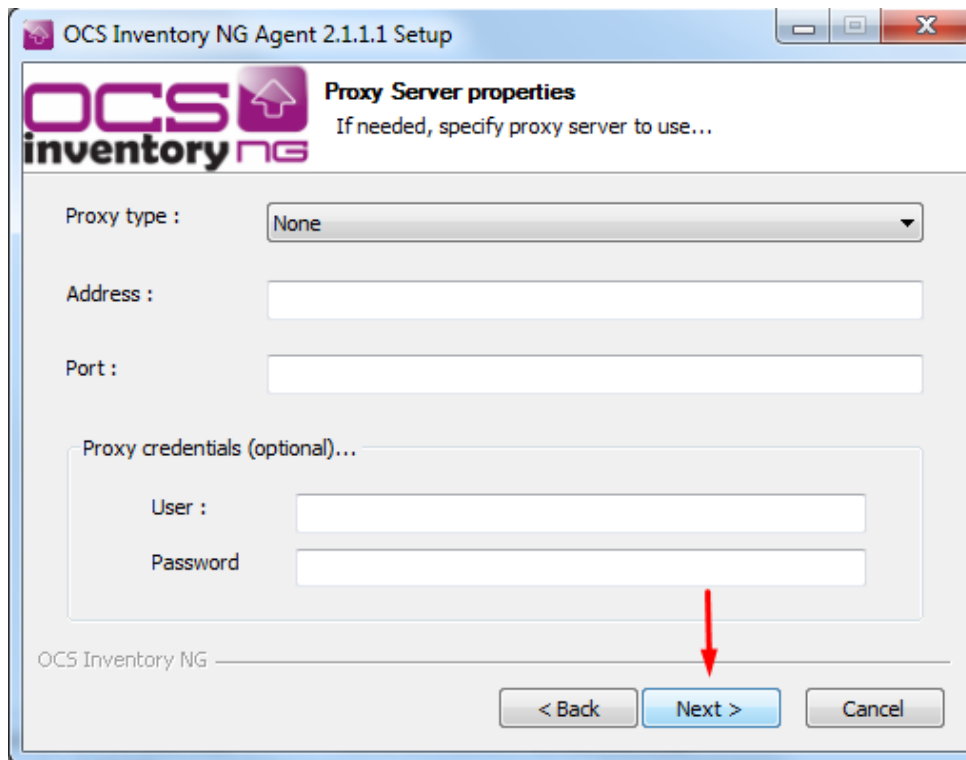 OCS Inventory NG Agent 2.1.1.1 Setup
OCS
inventory NG
Proxy Server properties
If needed, specify proxy server to use...
Proxy type :
None
Address :
Port :
Proxy credentials (optional)...
User :
Password
OCS Inventory NG
< Back
Next >
Cancel